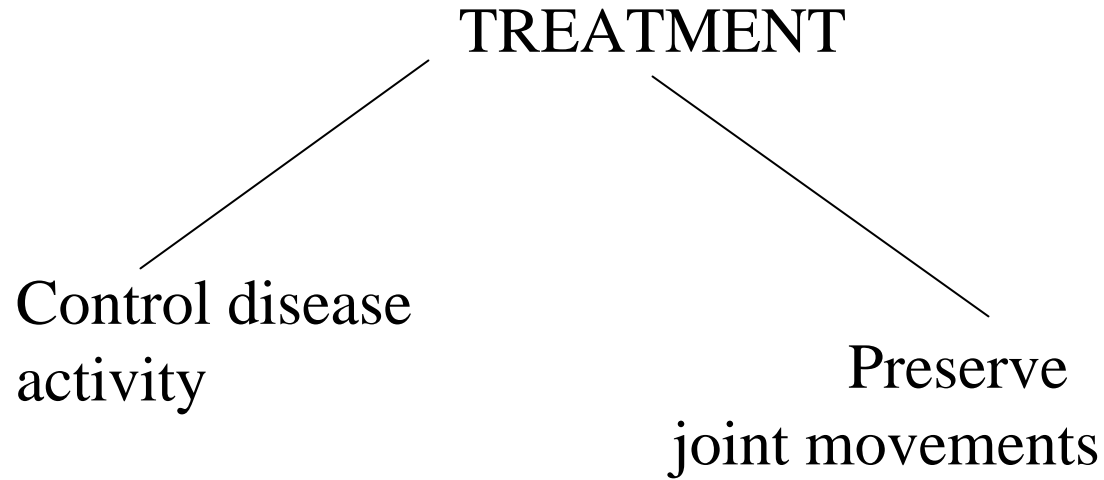 TREATMENT
Control disease
activity
Preserve
joint movements